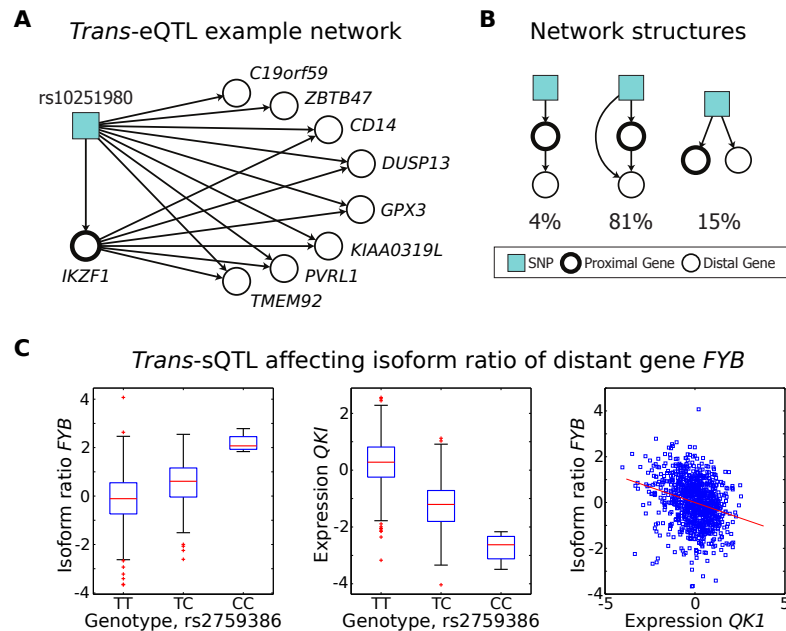 A
Trans-eQTL example network
rs10251980
C19orf59
ZBTB47
CD14
DUSP13
GPX3
KIAA0319L
PVRL1
TMEM92
IKZF1
B
Network structures
4% 81% 15%
SNP Proximal Gene Distal Gene
C
Trans-sQTL affecting isoform ratio of distant gene FYB
Isoform ratio FYB
4
2
0
-2
-4
TT TC CC
Genotype, rs2759386
Expression QKI
2
0
-2
-4
TT TC CC
Genotype, rs2759386
Isoform ratio FYB
4
2
0
-2
-4
-5 0 5
Expression QK1